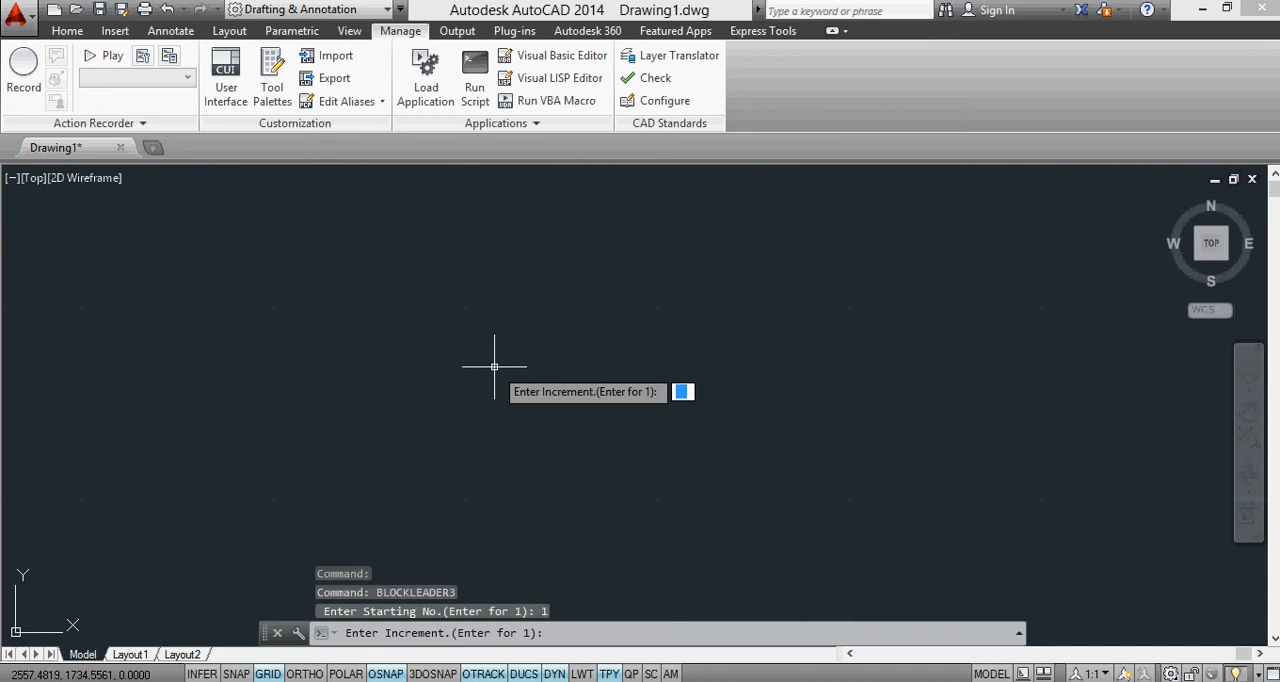 Drafting & Annotation
Autodesk AutoCAD 2014 Drawing1.dwg
Type a keyword or phrase
Sign In
Home Insert Annotate Layout Parametric View Manage Output Plug-ins Autodesk 360 Featured Apps Express Tools
Record
Play
CUI
User Interface
Tool Palettes
Import
Export
Edit Aliases
Load Application
Run Script
Visual Basic Editor
Visual LISP Editor
Run VBA Macro
Layer Translator
Check
Configure
Action Recorder Customization Applications CAD Standards
Drawing1*
[−][Top][2D Wireframe]
N
W TOP E
S
WCS
Enter Increment.(Enter for 1):
Y
X
Command:
Command: BLOCKLEADER3
Enter Starting No.(Enter for 1): 1
Enter Increment.(Enter for 1):
Model Layout1 Layout2
2557.4819, 1734.5561, 0.0000 INFER SNAP GRID ORTHO POLAR OSNAP 3DOSNAP OTRACK DUCS DYN LWT TPY QP SC AM MODEL 1:1